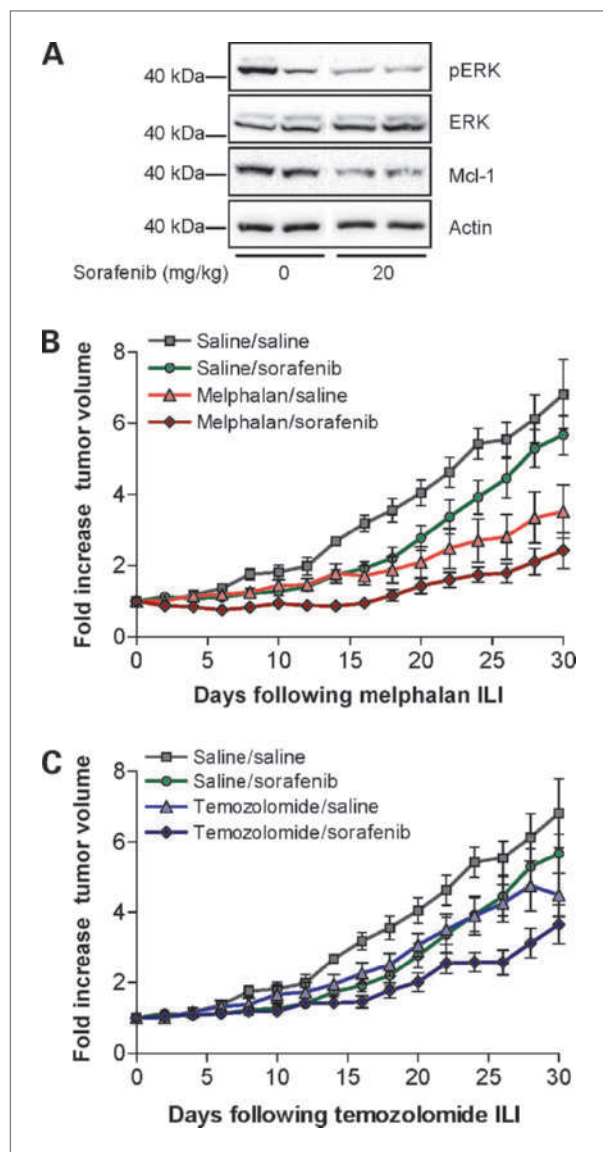 A
40 kDa pERK
40 kDa ERK
40 kDa Mcl-1
40 kDa Actin
Sorafenib (mg/kg) 0 20
B
Saline/saline
Saline/sorafenib
Melphalan/saline
Melphalan/sorafenib
Fold increase tumor volume
8
6
4
2
0
0 5 10 15 20 25 30
Days following melphalan ILI
C
Saline/saline
Saline/sorafenib
Temozolomide/saline
Temozolomide/sorafenib
Fold increase tumor volume
8
6
4
2
0
0 5 10 15 20 25 30
Days following temozolomide ILI